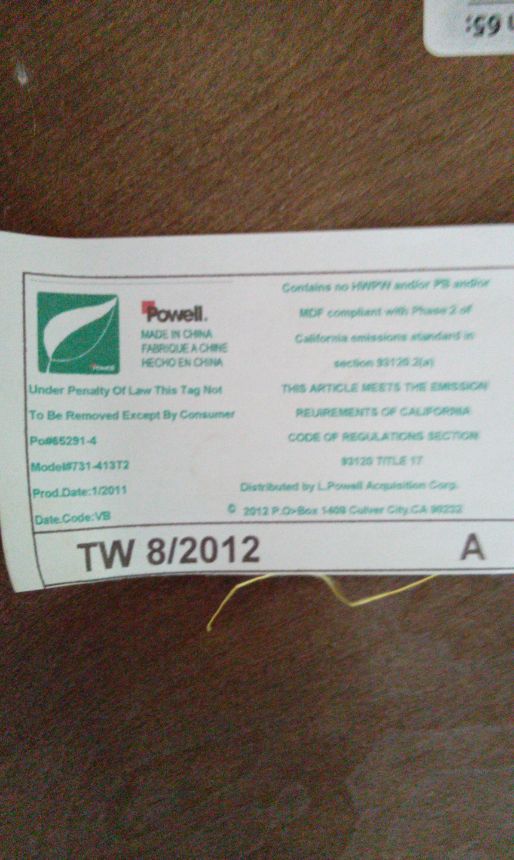 n 65:
Powell.
MADE IN CHINA
FABRIQUE A CHINE
HECHO EN CHINA
Under Penalty Of Law This Tag Not
To Be Removed Except By Consumer
Po#65291-4
Model#731-413T2
Prod.Date:1/2011
Date.Code:VB
Contains no HWPW and/or PB and/or
MDF compliant with Phase 2 of
California emissions standard in
section 93120.2(a)
THIS ARTICLE MEETS THE EMISSION
REUIREMENTS OF CALIFORNIA
CODE OF REGULATIONS SECTION
93120 TITLE 17
Distributed by L.Powell Acquisition Corp.
© 2012 P.O>Box 1408 Culver City.CA 90232
TW 8/2012 A